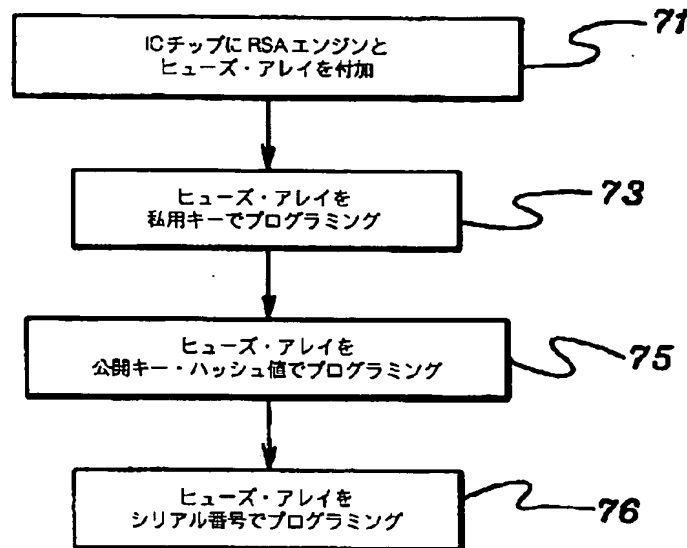 ICチップにRSAエンジンと
ヒューズ・アレイを付加
71
ヒューズ・アレイを
私用キーでプログラミング
73
ヒューズ・アレイを
公開キー・ハッシュ値でプログラミング
75
ヒューズ・アレイを
シリアル番号でプログラミング
76